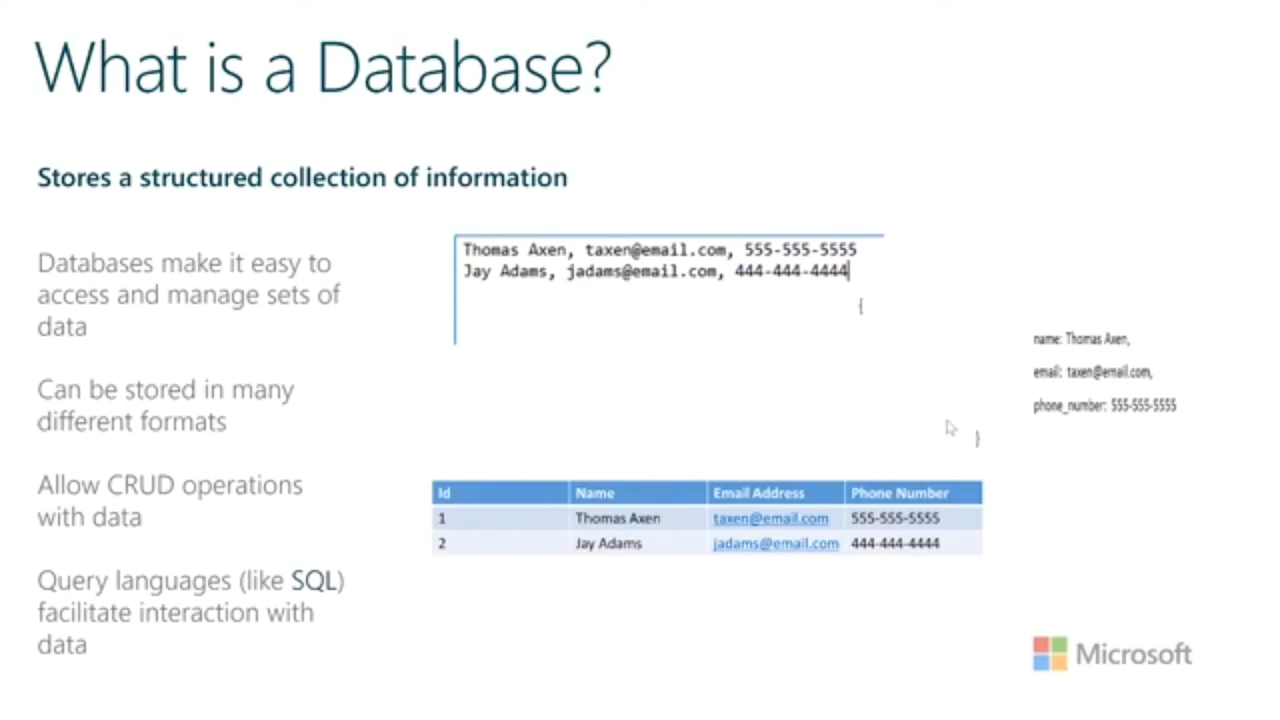 What is a Database?
Stores a structured collection of information
Databases make it easy to
access and manage sets of
data
Can be stored in many
different formats
Allow CRUD operations
with data
Query languages (like SQL)
facilitate interaction with
data
Thomas Axen, taxen@email.com, 555-555-5555
Jay Adams, jadams@email.com, 444-444-4444
{
name: Thomas Axen,
email: taxen@email.com,
phone_number: 555-555-5555
}
Id Name Email Address Phone Number
1 Thomas Axen taxen@email.com 555-555-5555
2 Jay Adams jadams@email.com 444-444-4444
Microsoft